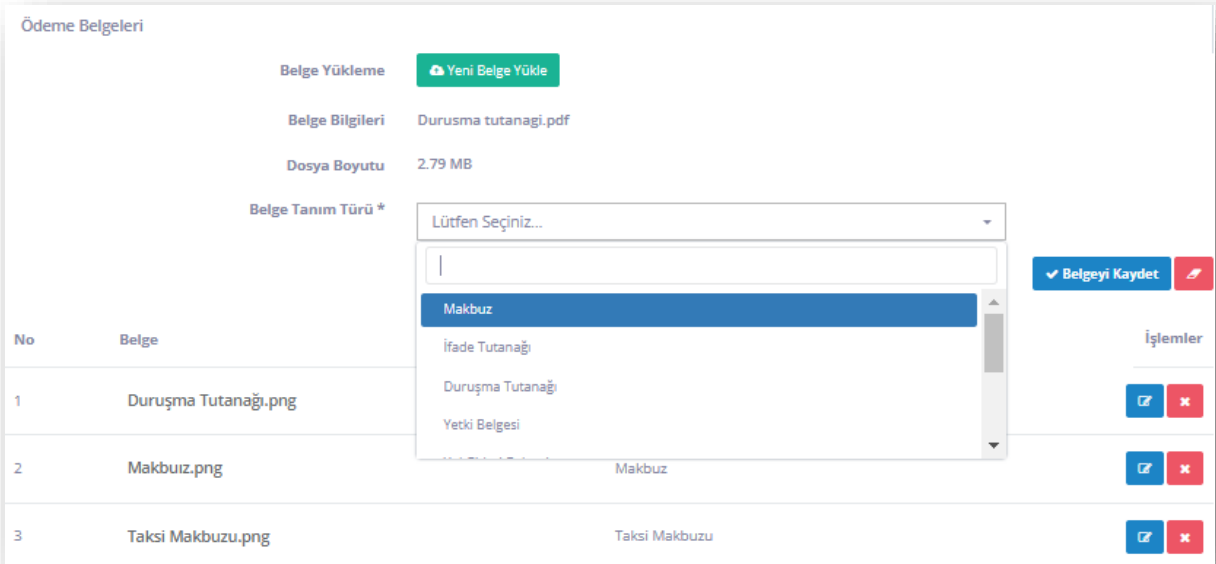 Ödeme Belgeleri
Belge Yükleme
Yeni Belge Yükle
Belge Bilgileri
Durusma tutanagi.pdf
Dosya Boyutu
2.79 MB
Belge Tanım Türü *
Lütfen Seçiniz...
Belgeyi Kaydet
Makbuz
İfade Tutanağı
Duruşma Tutanağı
Yetki Belgesi
No Belge İşlemler
1 Duruşma Tutanağı.png
2 Makbuız.png Makbuz
3 Taksi Makbuzu.png Taksi Makbuzu